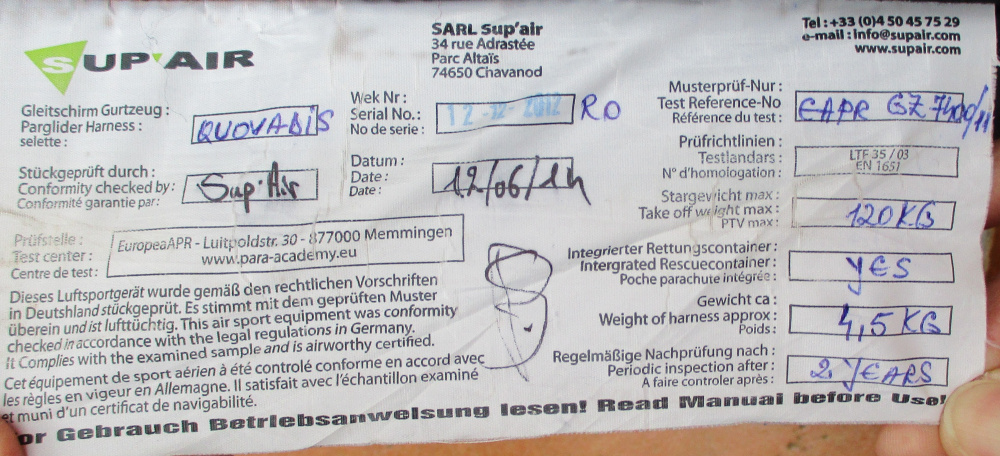 SUP'AIR
SARL Sup'air
34 rue Adrastée
Parc Altaïs
74650 Chavanod
Tel : +33 (0)4 50 45 75 29
e-mail : info@supair.com
www.supair.com
Gleitschirm Gurtzeug :
Parglider Harness : QUOVADIS
selette :
Wek Nr :
Serial No.: 12-12-2012 RO
No de serie :
Musterprüf-Nur :
Test Reference-No EAPR GZ 7409/11
Référence du test :
Stückgeprüft durch :
Conformity checked by : Sup'Air
Conformité garantie par :
Datum :
Date : 12/06/14
Date :
Prüfrichtlinien :
Testlandars : LTF 35 / 03
N° d'homologation : EN 1651
Stargevricht max :
Take off weight max : 120 KG
PTV max :
Prüfstelle :
Test center : EuropeaAPR - Luitpoldstr. 30 - 877000 Memmingen
Centre de test : www.para-academy.eu
Integrierter Rettungscontainer :
Intergrated Rescuecontainer : YES
Poche parachute intégrée :
Gewicht ca :
Weight of harness approx : 4,5 KG
Poids :
Regelmäßige Nachprüfung nach :
Periodic inspection after : 2 YEARS
A faire controler après :
Dieses Luftsportgerät wurde gemäß den rechtlichen Vorschriften
in Deutshland stückgeprüt. Es stimmt mit dem geprüften Muster
überein und ist lufttüchtig. This air sport equipment was conformity
checked in accordance with the legal regulations in Germany.
It Complies with the examined sample and is airworthy certified.
Cet équipement de sport aérien à été controlé conforme en accord avec
les règles en vigeur en Allemagne. Il satisfait avec l'échantillon examiné
et muni d'un certificat de navigabilité.
or Gebrauch Betriebsanwelsung lesen! Read Manual before Use!